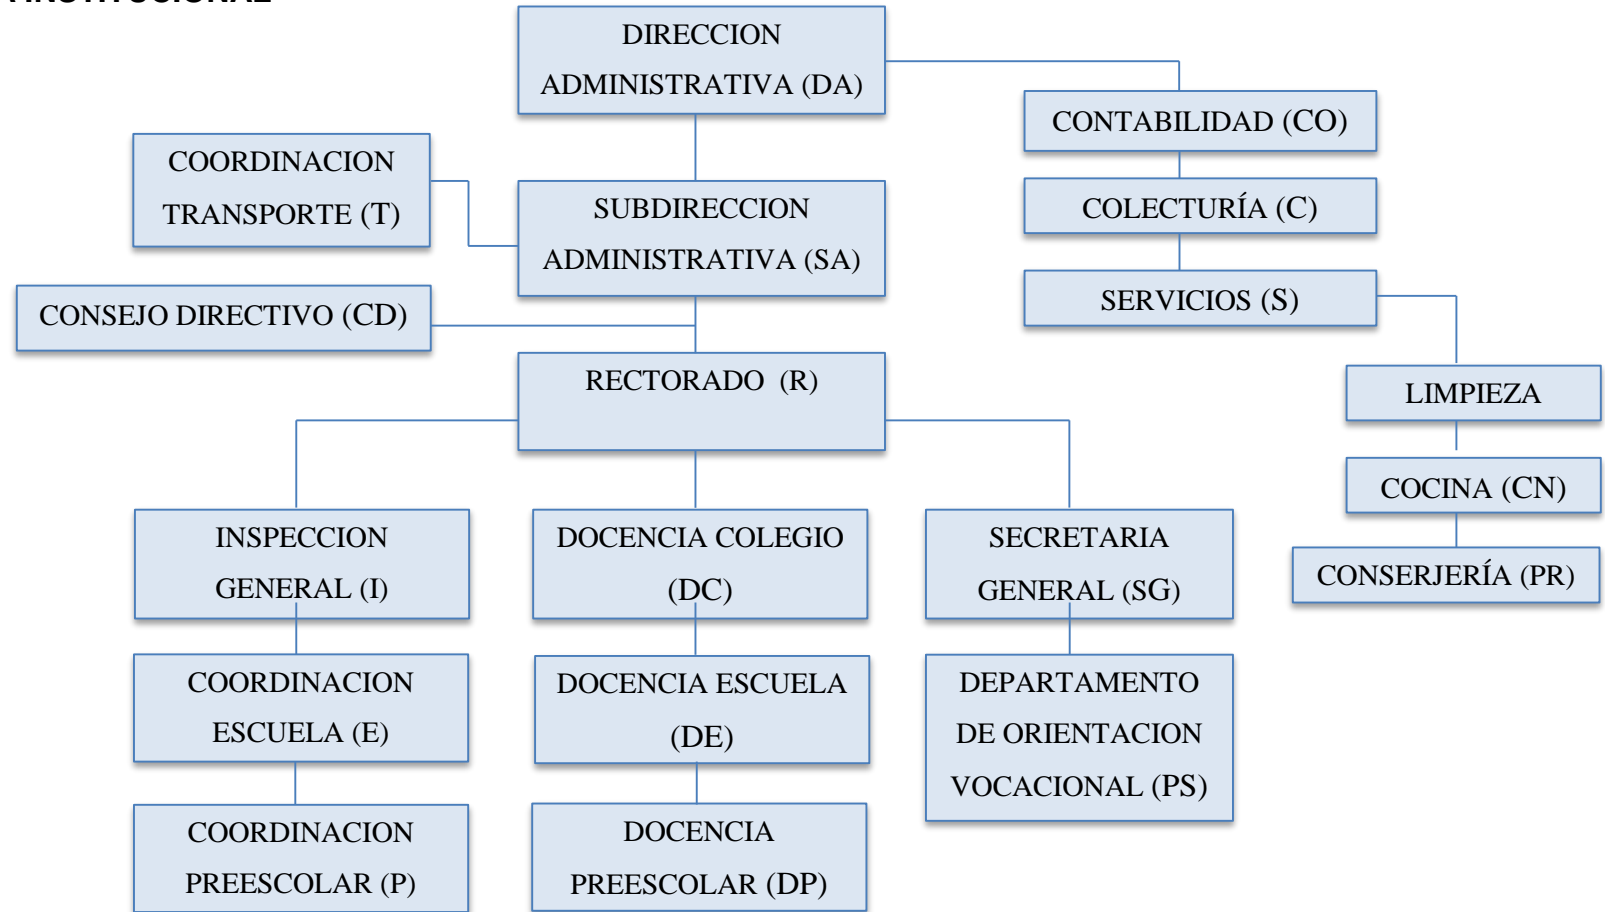 DIRECCION
ADMINISTRATIVA (DA)
CONTABILIDAD (CO)
COORDINACION
TRANSPORTE (T)
SUBDIRECCION
ADMINISTRATIVA (SA)
COLECTURÍA (C)
SERVICIOS (S)
CONSEJO DIRECTIVO (CD)
RECTORADO (R)
LIMPIEZA
COCINA (CN)
CONSERJERÍA (PR)
INSPECCION
GENERAL (I)
DOCENCIA COLEGIO
(DC)
SECRETARIA
GENERAL (SG)
COORDINACION
ESCUELA (E)
DOCENCIA ESCUELA
(DE)
DEPARTAMENTO
DE ORIENTACION
VOCACIONAL (PS)
COORDINACION
PREESCOLAR (P)
DOCENCIA
PREESCOLAR (DP)